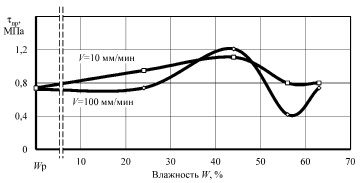 τпр,
МПа
1,2
0,8
0,4
0
V=10 мм/мин
V=100 мм/мин
Wp 10 20 30 40 50 60 70
Влажность W, %